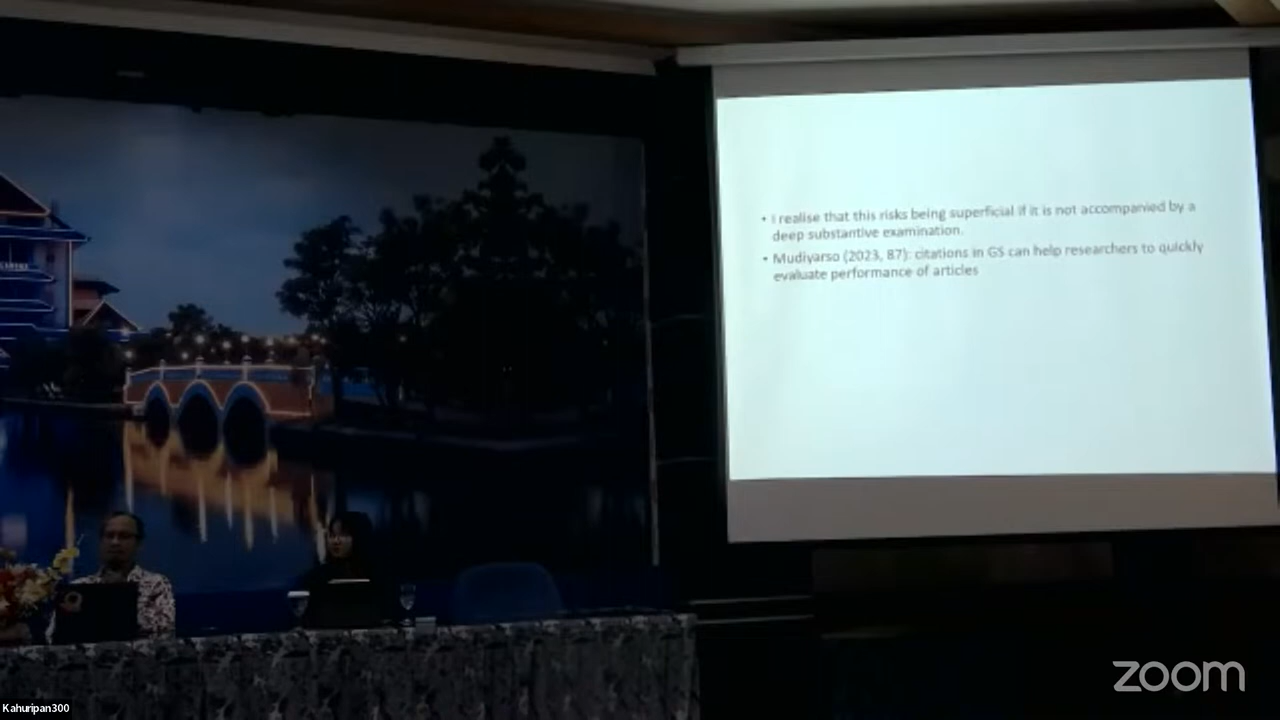 • I realise that this risks being superficial if it is not accompanied by a
deep substantive examination.
• Mudiyarso (2023, 87): citations in GS can help researchers to quickly
evaluate performance of articles
zoom
Kahuripan300